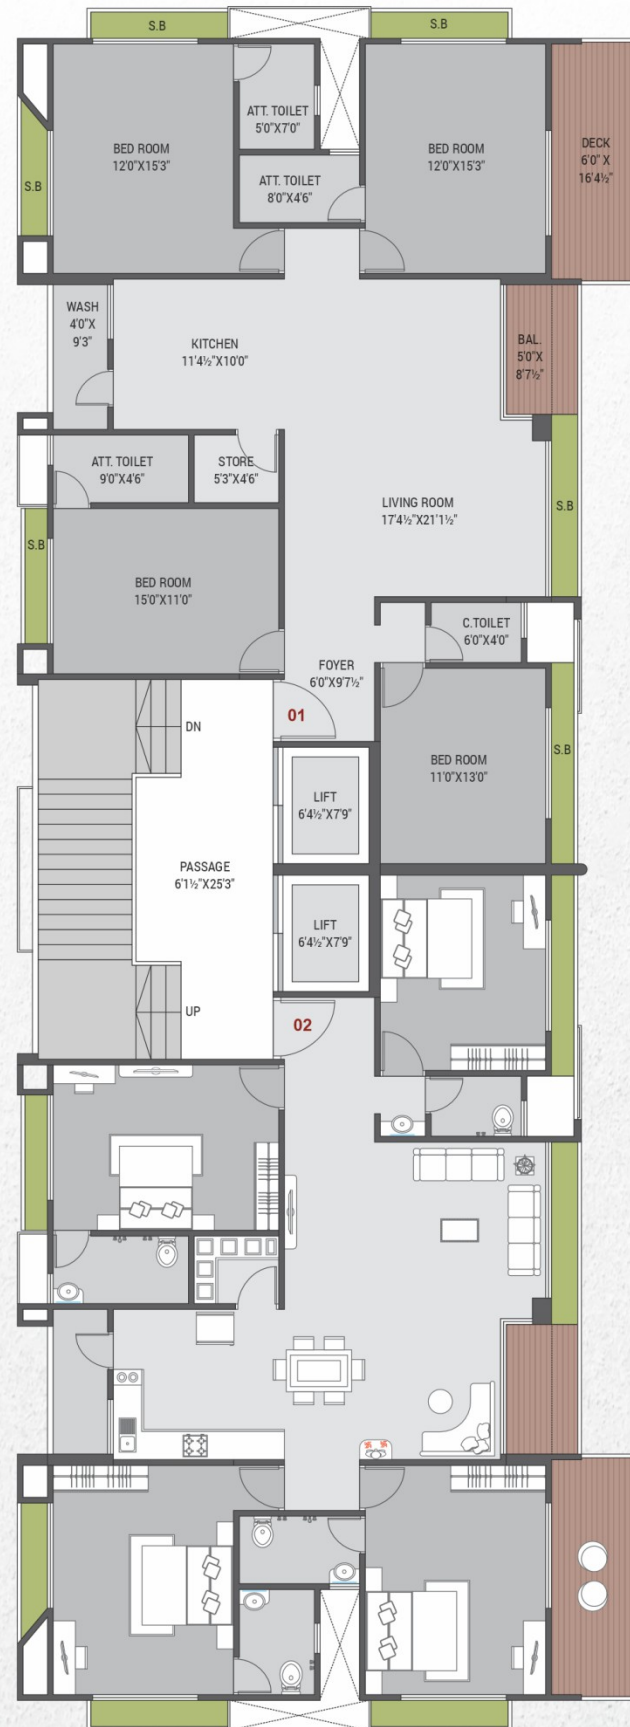 S.B
S.B
BED ROOM
12'0"X15'3"
ATT. TOILET
5'0"X7'0"
ATT. TOILET
8'0"X4'6"
BED ROOM
12'0"X15'3"
DECK
6'0" X
16'4½"
S.B
WASH
4'0"X
9'3"
KITCHEN
11'4½"X10'0"
BAL.
5'0"X
8'7½"
ATT. TOILET
9'0"X4'6"
STORE
5'3"X4'6"
LIVING ROOM
17'4½"X21'1½"
S.B
S.B
BED ROOM
15'0"X11'0"
C.TOILET
6'0"X4'0"
FOYER
6'0"X9'7½"
01
DN
BED ROOM
11'0"X13'0"
S.B
LIFT
6'4½"X7'9"
PASSAGE
6'1½"X25'3"
LIFT
6'4½"X7'9"
UP
02